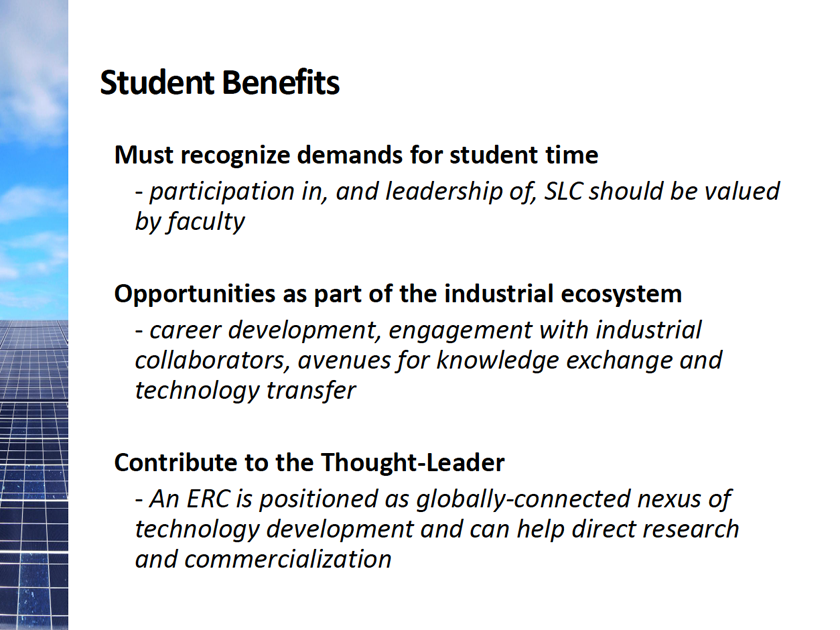 Student Benefits
Must recognize demands for student time
- participation in, and leadership of, SLC should be valued
by faculty
Opportunities as part of the industrial ecosystem
- career development, engagement with industrial
collaborators, avenues for knowledge exchange and
technology transfer
Contribute to the Thought-Leader
- An ERC is positioned as globally-connected nexus of
technology development and can help direct research
and commercialization